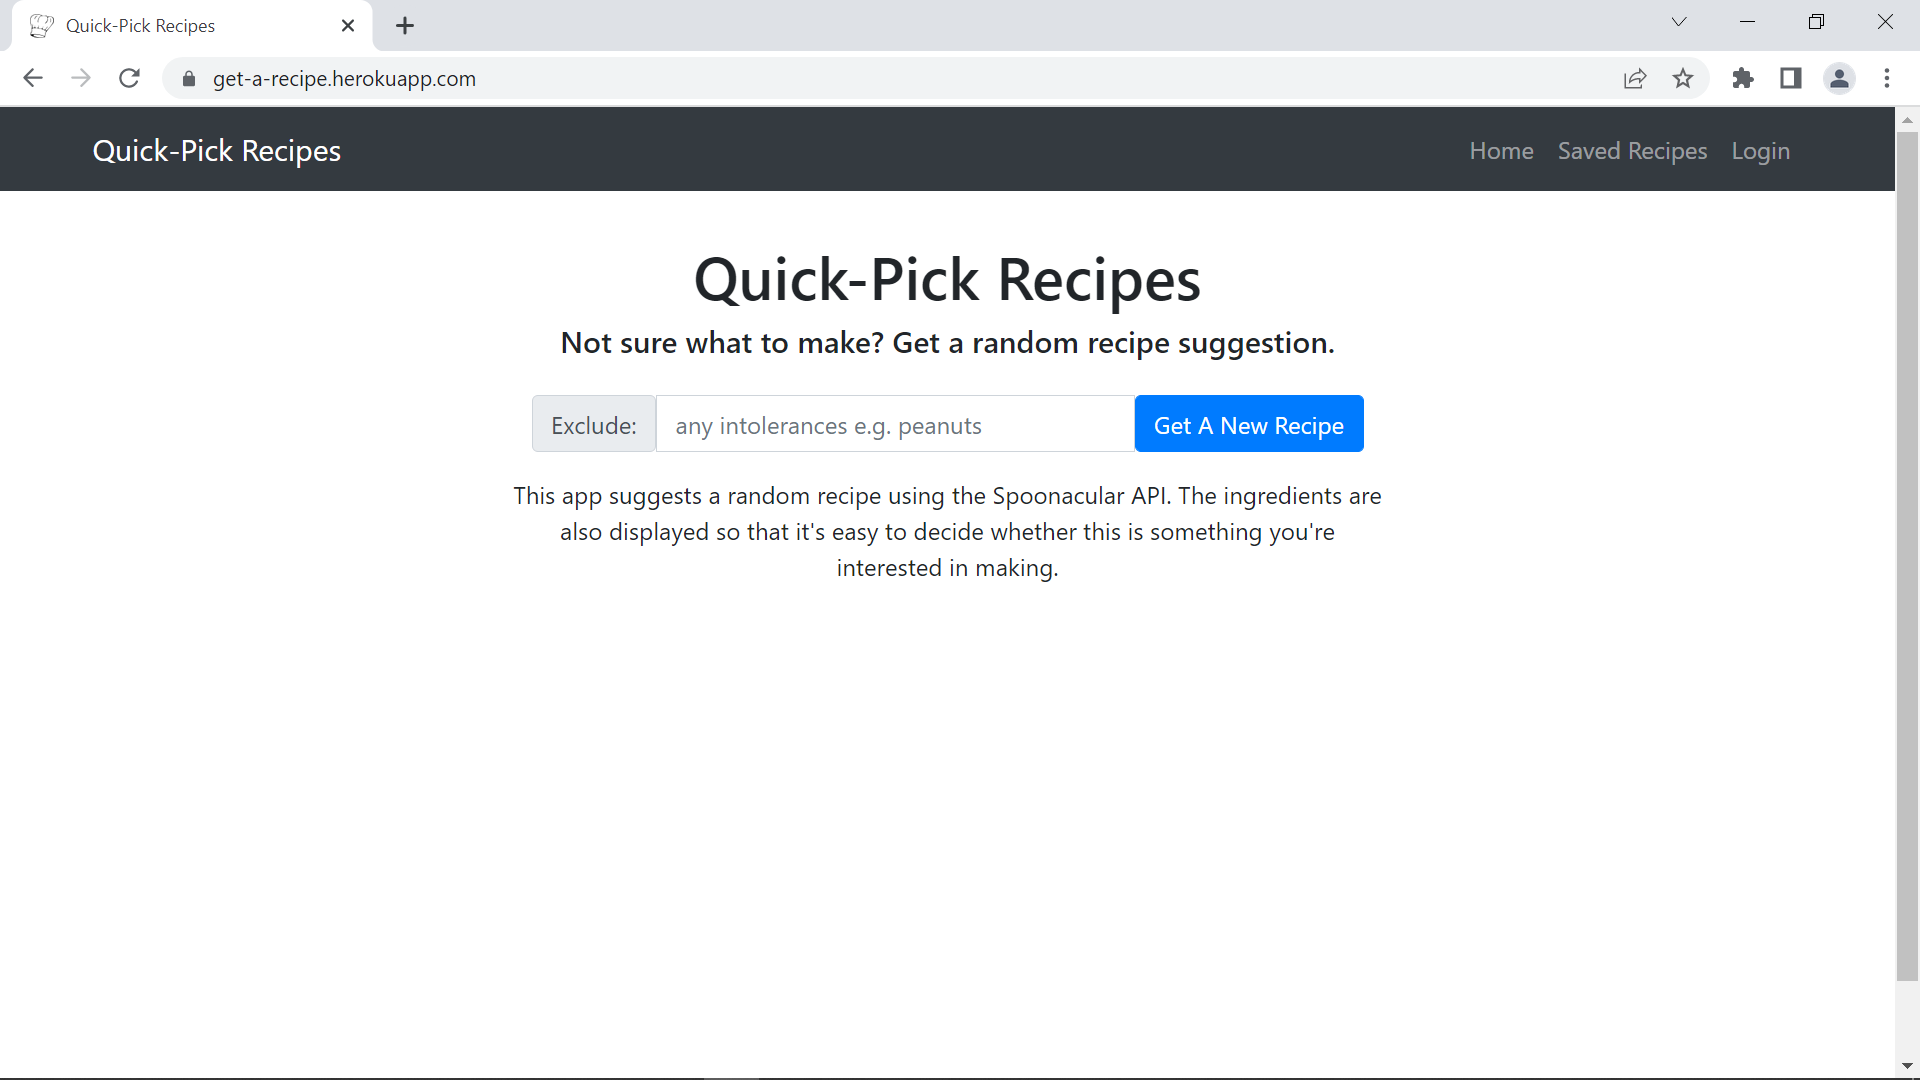 Quick-Pick Recipes
get-a-recipe.herokuapp.com
Quick-Pick Recipes
Home
Saved Recipes
Login
Quick-Pick Recipes
Not sure what to make? Get a random recipe suggestion.
Exclude:
any intolerances e.g. peanuts
Get A New Recipe
This app suggests a random recipe using the Spoonacular API. The ingredients are
also displayed so that it's easy to decide whether this is something you're
interested in making.